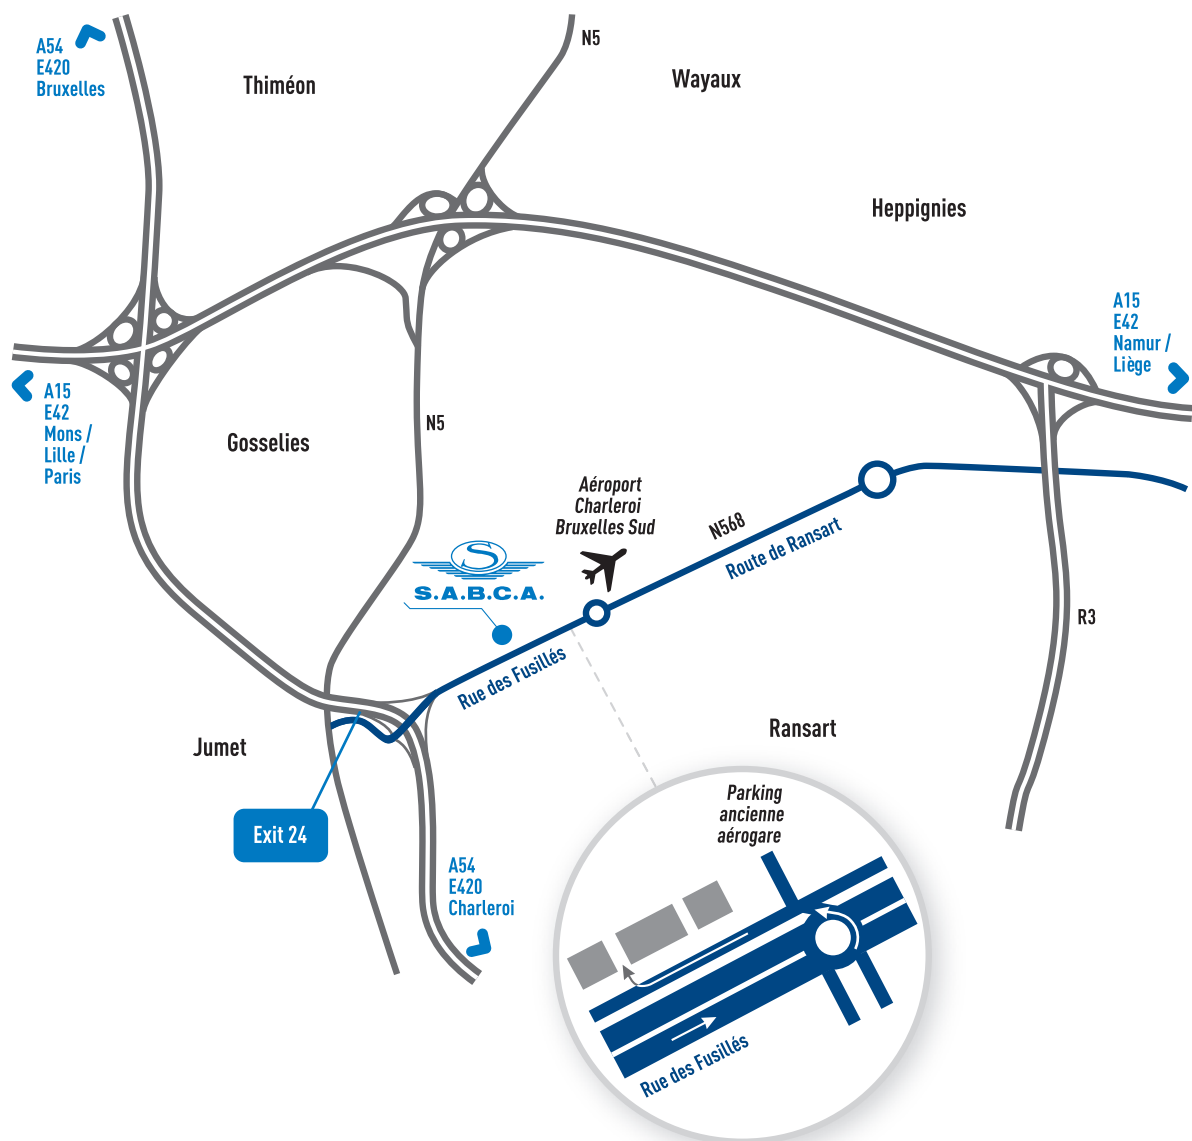 A54
E420
Bruxelles
N5
Thiméon
Wayaux
Heppignies
A15
E42
Namur /
Liège
A15
E42
Mons /
Lille /
Paris
Gosselies
N5
Aéroport
Charleroi
Bruxelles Sud
N568
Route de Ransart
S
S.A.B.C.A.
R3
Rue des Fusillés
Ransart
Jumet
Exit 24
Parking
ancienne
aérogare
A54
E420
Charleroi
Rue des Fusillés